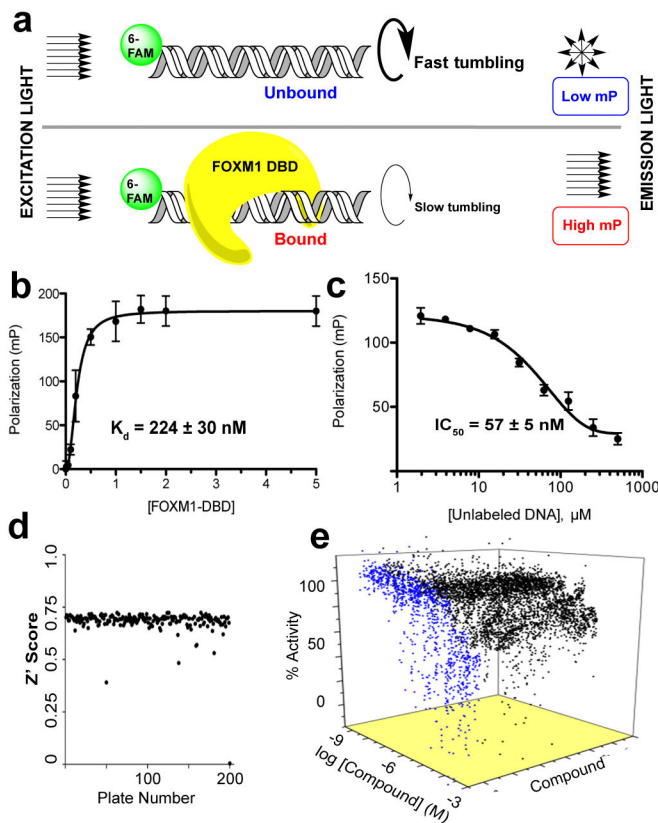 a
EXCITATION LIGHT
6-
FAM
Unbound
Fast tumbling
Low mP
EMISSION LIGHT
6-
FAM
FOXM1 DBD
Bound
Slow tumbling
High mP
b
Polarization (mP)
200
150
100
50
0
Kd = 224 ± 30 nM
0 1 2 3 4 5
[FOXM1-DBD]
c
Polarization (mP)
150
100
50
0
IC50 = 57 ± 5 nM
1 10 100 1000
[Unlabeled DNA], µM
d
Z' Score
1.0
0.75
0.5
0.25
0
100 200
Plate Number
e
% Activity
100
50
0
-9
-6
-3
log [Compound] (M)
Compound